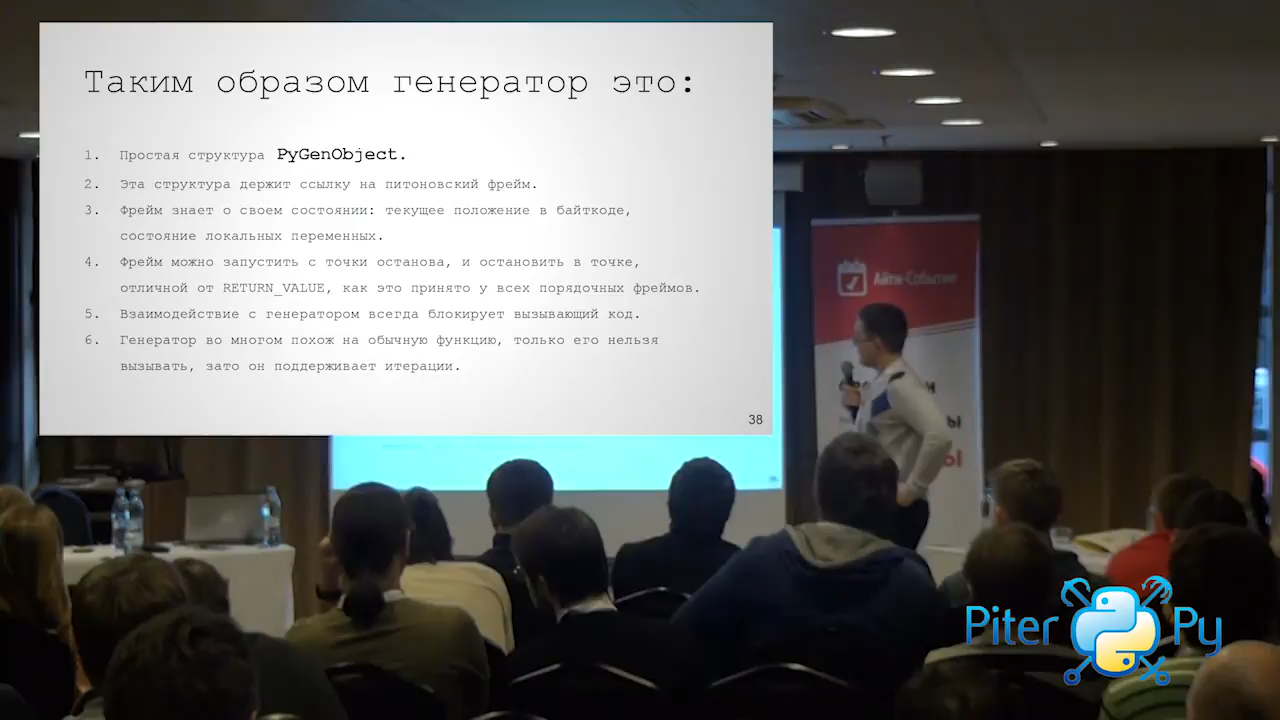 Таким образом генератор это:
1. Простая структура PyGenObject.
2. Эта структура держит ссылку на питоновский фрейм.
3. Фрейм знает о своем состоянии: текущее положение в байткоде,
состояние локальных переменных.
4. Фрейм можно запустить с точки останова, и остановить в точке,
отличной от RETURN_VALUE, как это принято у всех порядочных фреймов.
5. Взаимодействие с генератором всегда блокирует вызывающий код.
6. Генератор во многом похож на обычную функцию, только его нельзя
вызывать, зато он поддерживает итерации.
38
Айти-Событие
Piter Py